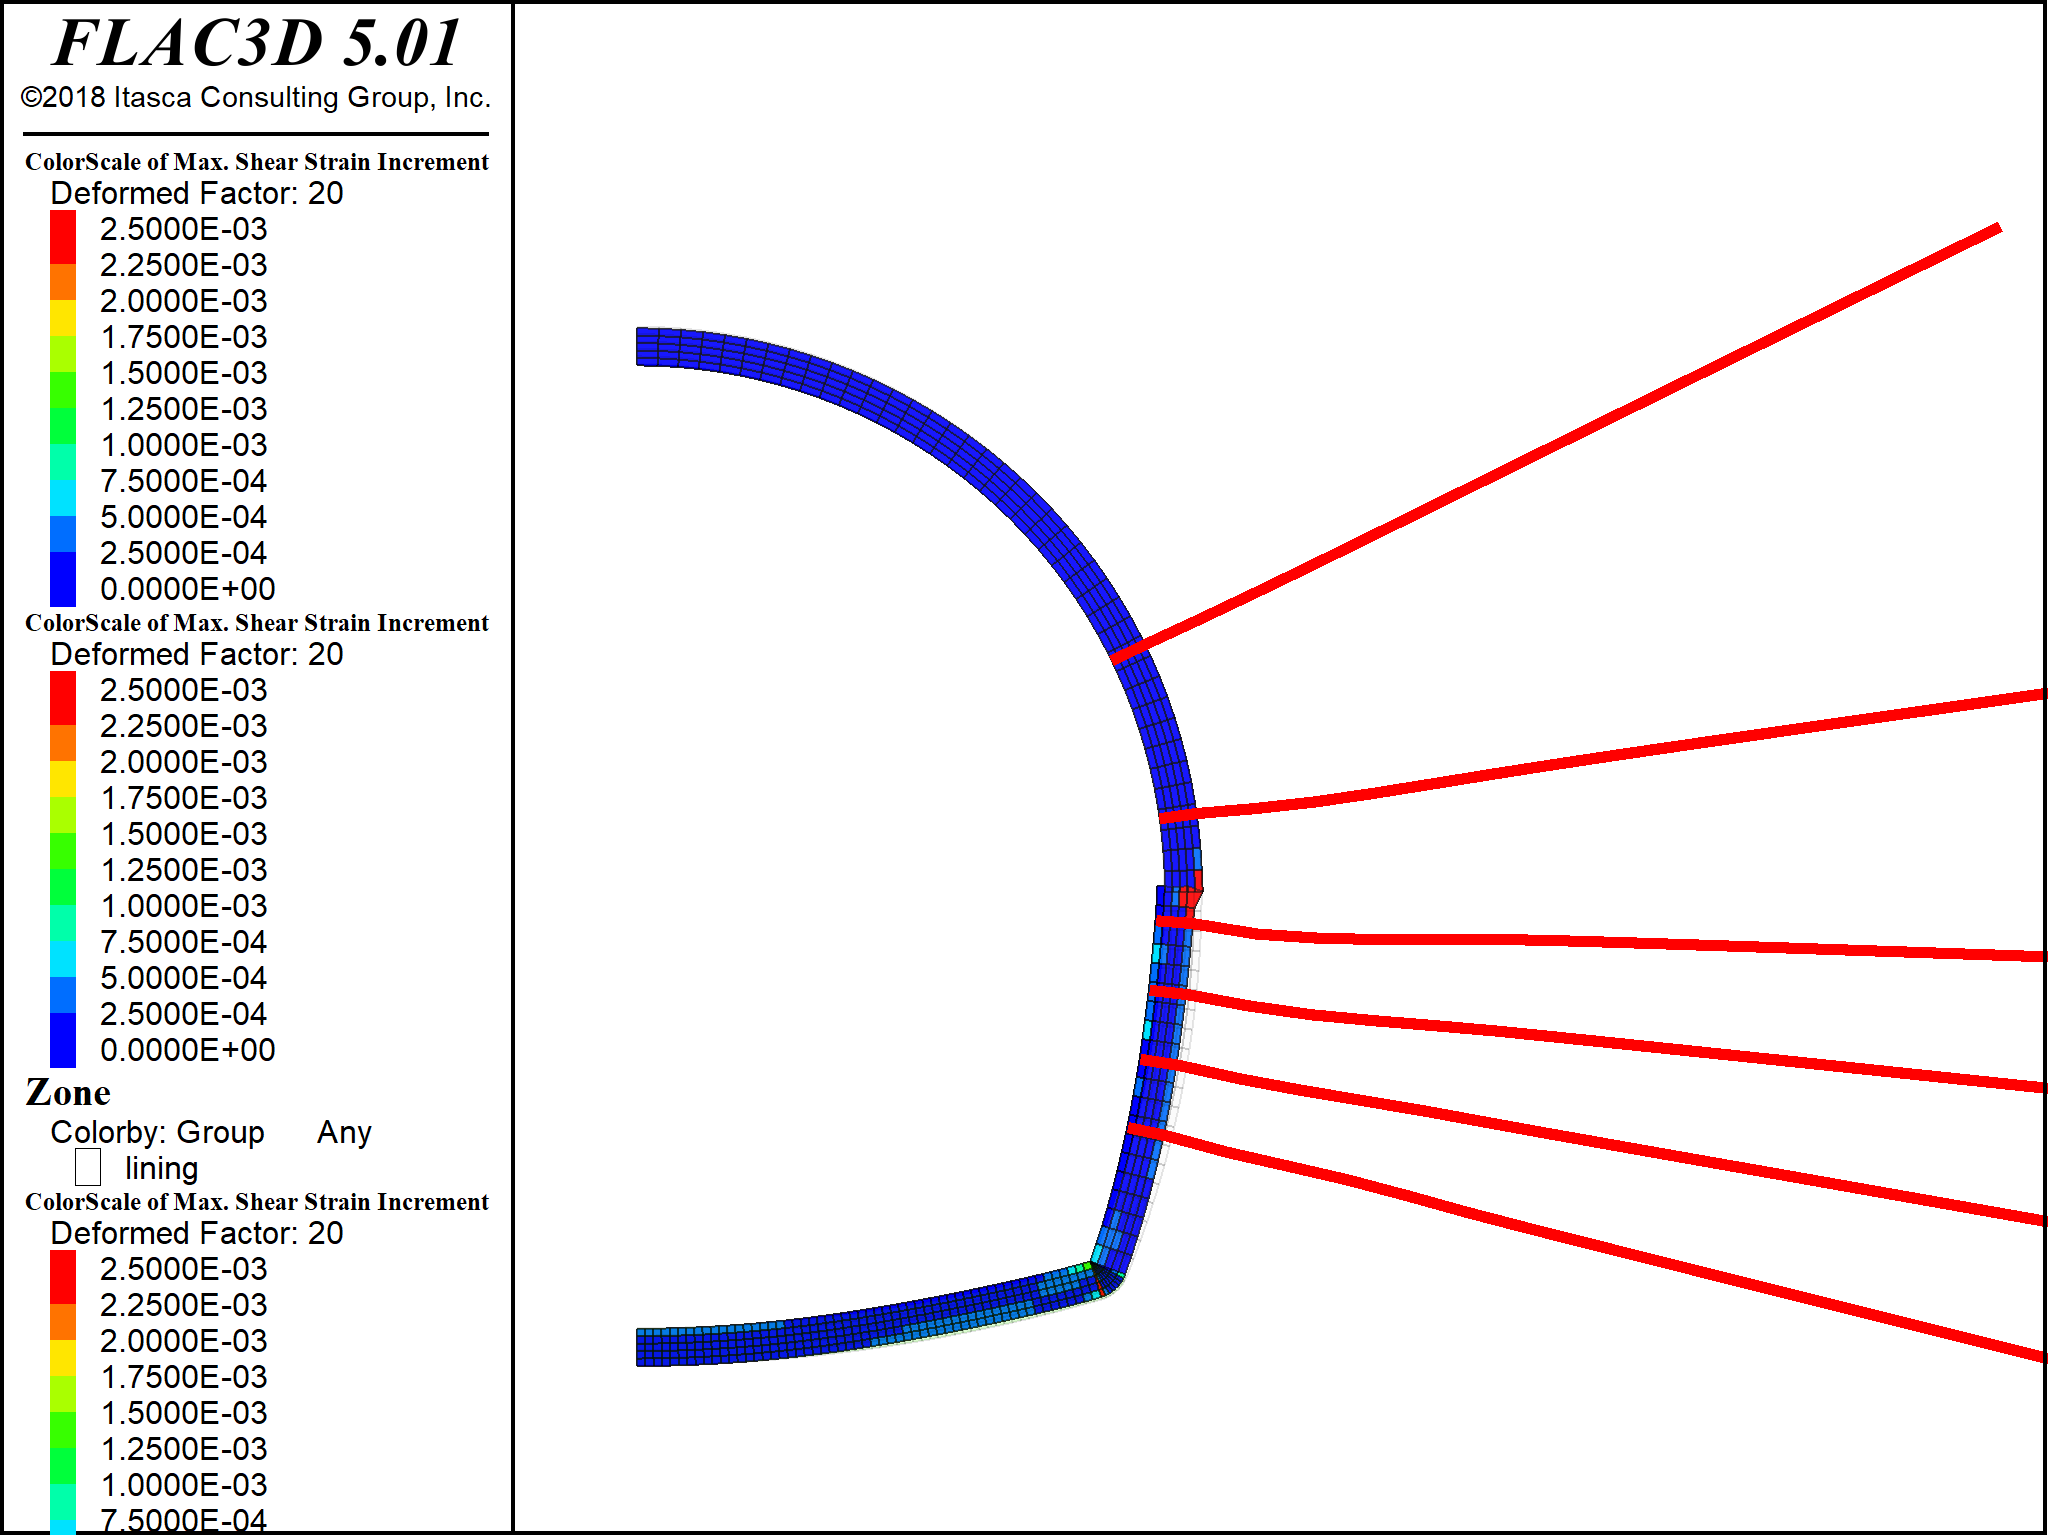 FLAC3D 5.01
©2018 Itasca Consulting Group, Inc.
ColorScale of Max. Shear Strain Increment
Deformed Factor: 20
2.5000E-03
2.2500E-03
2.0000E-03
1.7500E-03
1.5000E-03
1.2500E-03
1.0000E-03
7.5000E-04
5.0000E-04
2.5000E-04
0.0000E+00
ColorScale of Max. Shear Strain Increment
Deformed Factor: 20
2.5000E-03
2.2500E-03
2.0000E-03
1.7500E-03
1.5000E-03
1.2500E-03
1.0000E-03
7.5000E-04
5.0000E-04
2.5000E-04
0.0000E+00
Zone
Colorby: Group Any
lining
ColorScale of Max. Shear Strain Increment
Deformed Factor: 20
2.5000E-03
2.2500E-03
2.0000E-03
1.7500E-03
1.5000E-03
1.2500E-03
1.0000E-03
7.5000E-04